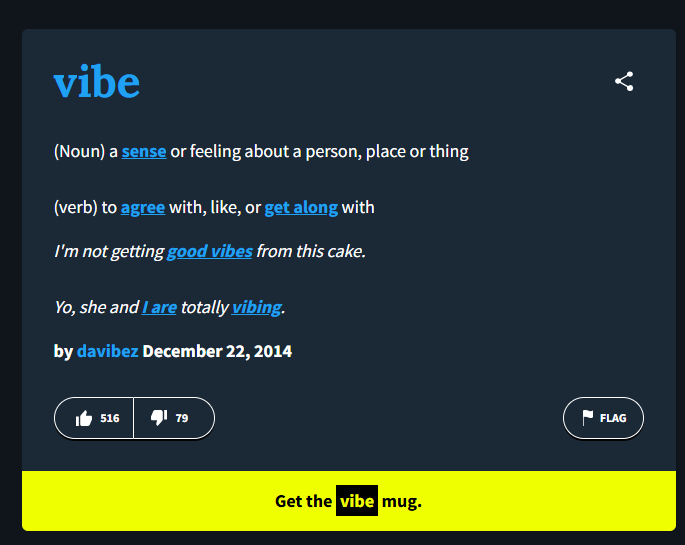 vibe
(Noun) a sense or feeling about a person, place or thing
(verb) to agree with, like, or get along with
I'm not getting good vibes from this cake.
Yo, she and I are totally vibing.
by davibez December 22, 2014
516 79 FLAG
Get the vibe mug.